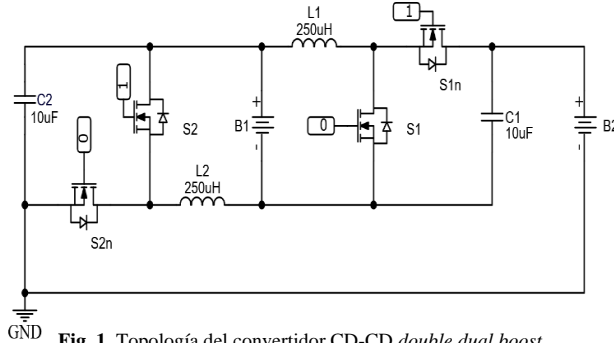 L1
250uH
1
S1n
C2
10uF
1
S2
B1
+
-
0
S1
C1
10uF
+
-
B2
0
L2
250uH
S2n
GND
Fig. 1. Topología del convertidor CD-CD double dual boost